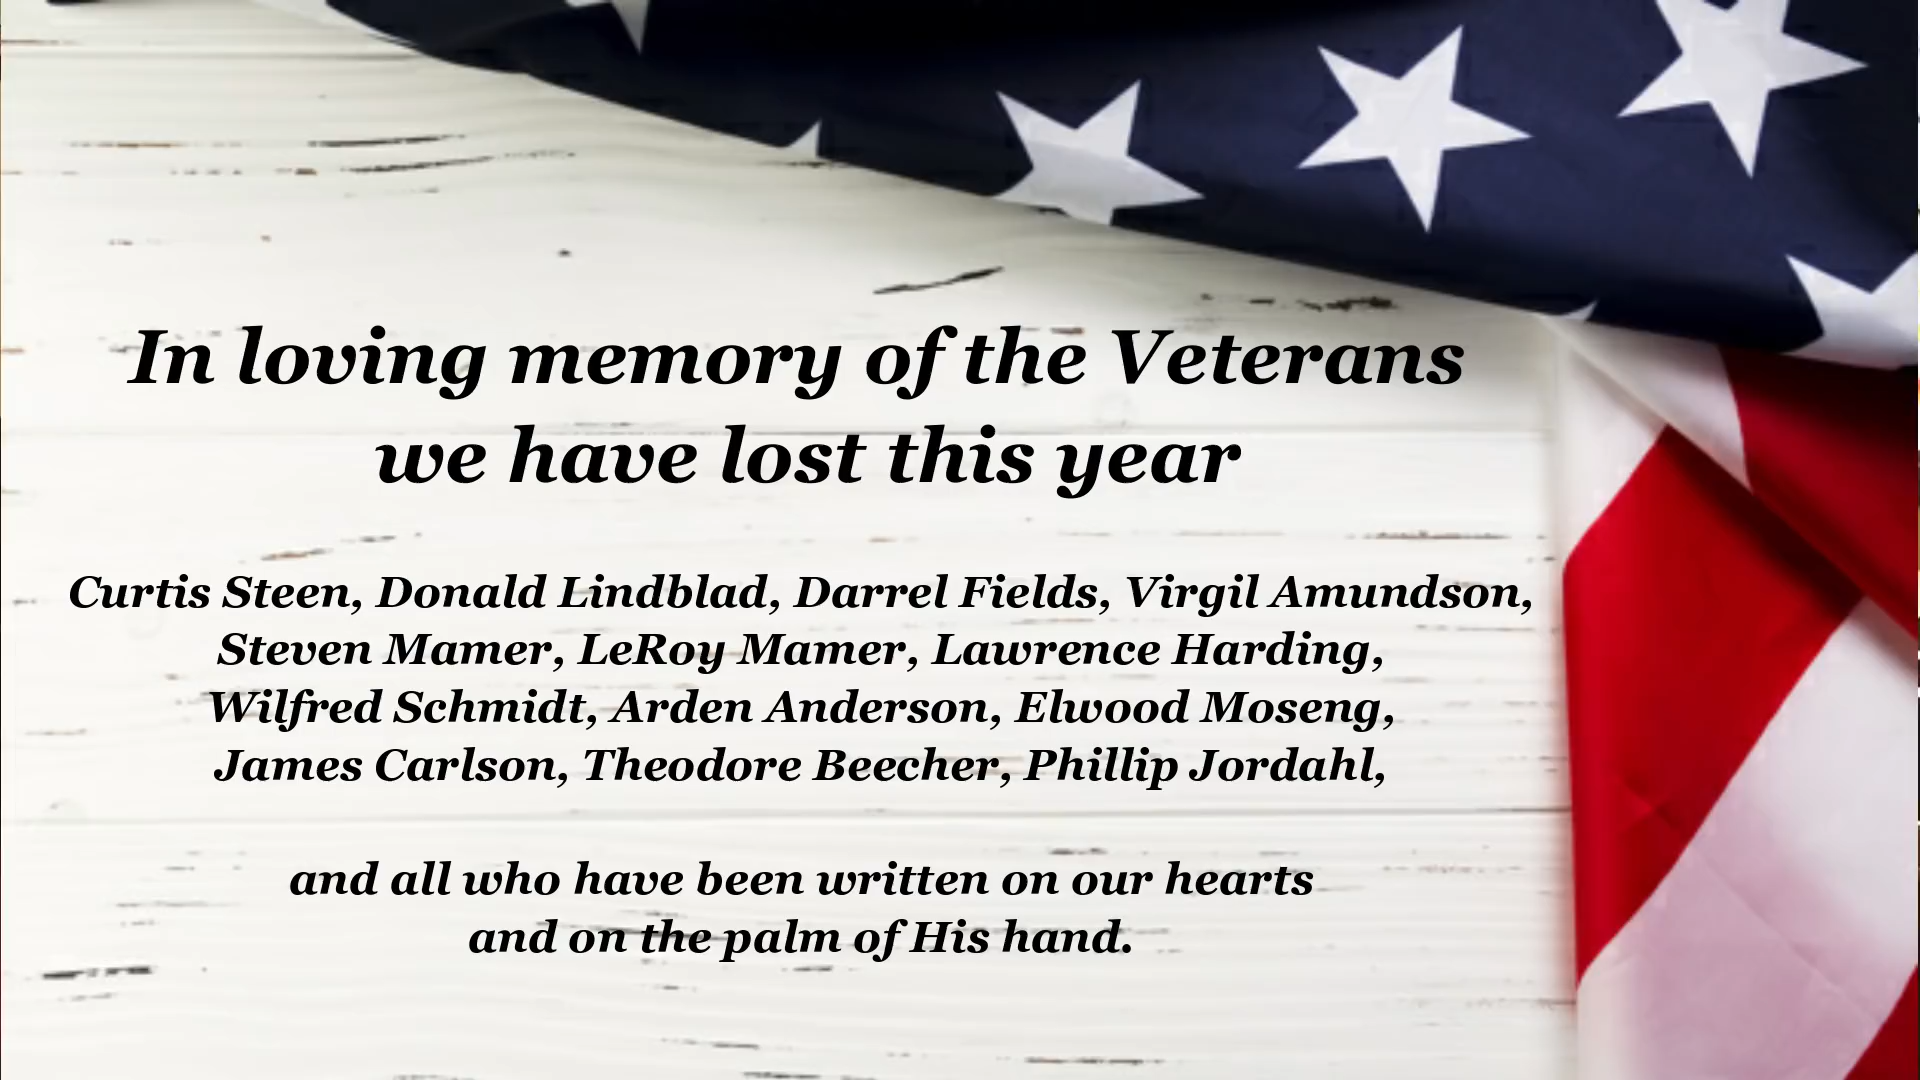 In loving memory of the Veterans
we have lost this year
Curtis Steen, Donald Lindblad, Darrel Fields, Virgil Amundson,
Steven Mamer, LeRoy Mamer, Lawrence Harding,
Wilfred Schmidt, Arden Anderson, Elwood Moseng,
James Carlson, Theodore Beecher, Phillip Jordahl,
and all who have been written on our hearts
and on the palm of His hand.